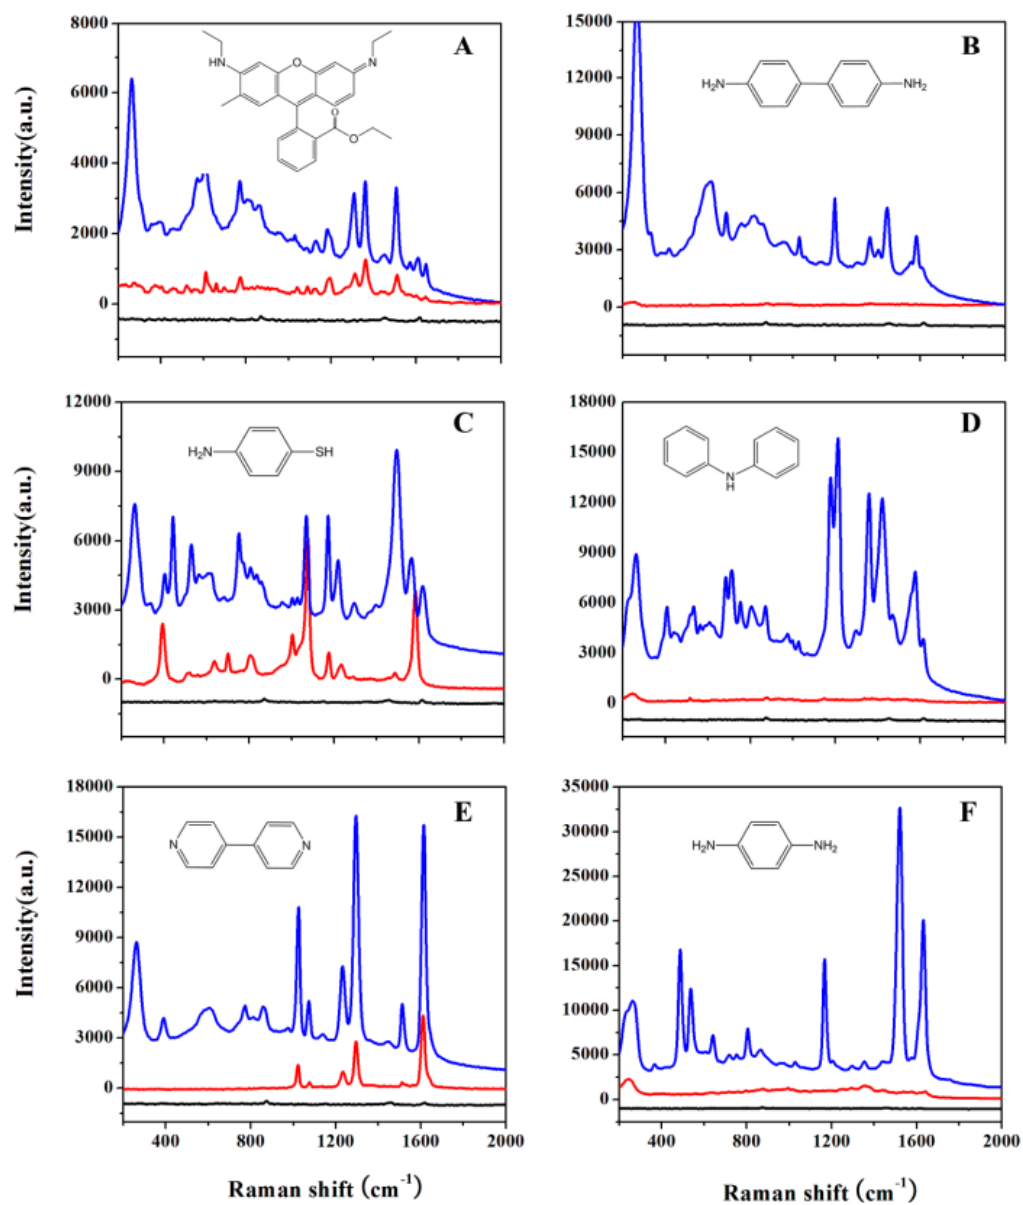 A
8000
6000
4000
2000
0
Intensity(a.u.)
HN
O
N
O
O
B
15000
12000
9000
6000
3000
0
H₂N
NH₂
C
12000
9000
6000
3000
0
Intensity(a.u.)
H₂N
SH
D
18000
15000
12000
9000
6000
3000
0
N
H
E
18000
15000
12000
9000
6000
3000
0
Intensity(a.u.)
N
N
400
800
1200
1600
2000
Raman shift (cm⁻¹)
F
35000
30000
25000
20000
15000
10000
5000
0
H₂N
NH₂
400
800
1200
1600
2000
Raman shift (cm⁻¹)